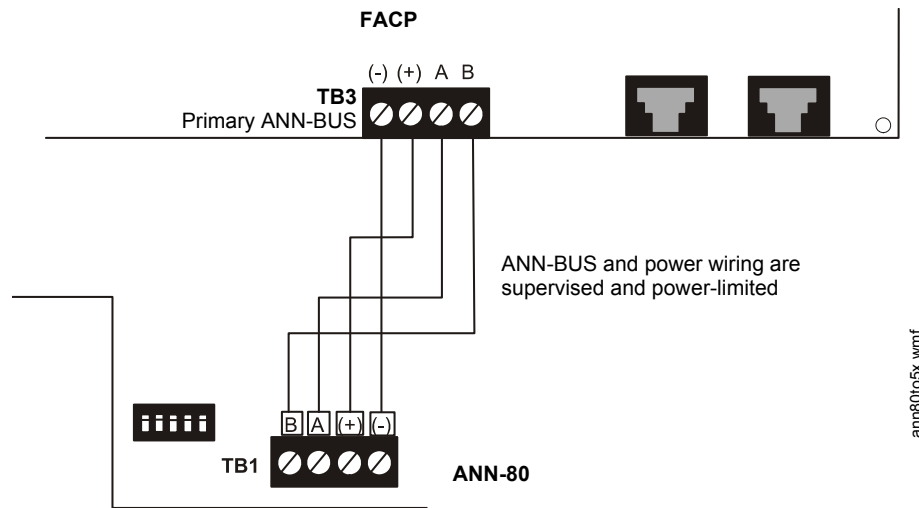 FACP
(-) (+) A B
TB3
Primary ANN-BUS
ANN-BUS and power wiring are
supervised and power-limited
ann80to5x.wmf
B A (+) (-)
TB1
ANN-80